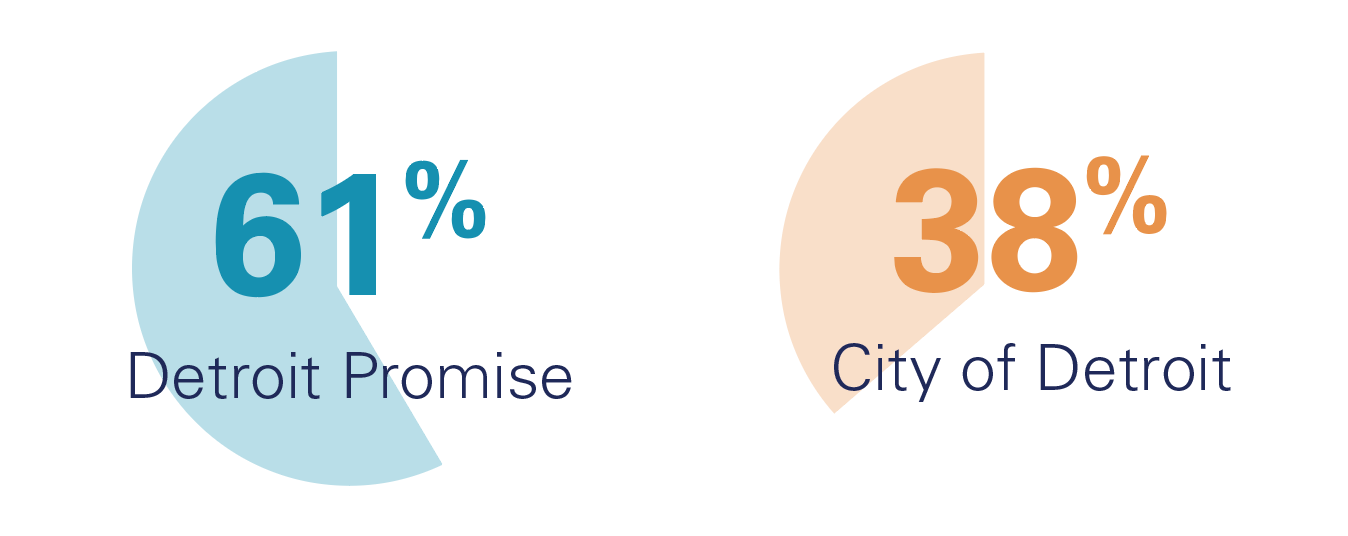 61%
Detroit Promise
38%
City of Detroit